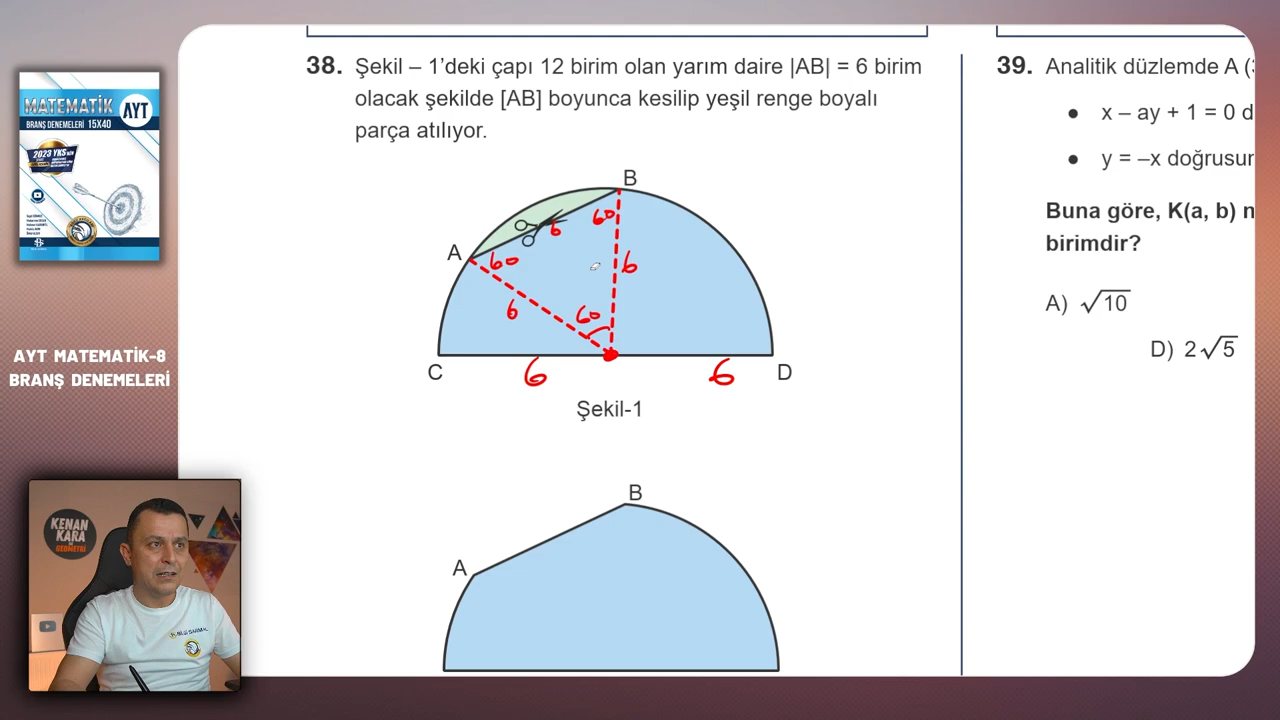 MATEMATİK
AYT
BRANŞ DENEMELERİ 15X40
AYT MATEMATİK-8
BRANŞ DENEMELERİ
KENAN
KARA
GEOMETRİ
38. Şekil – 1’deki çapı 12 birim olan yarım daire |AB| = 6 birim
olacak şekilde [AB] boyunca kesilip yeşil renge boyalı
parça atılıyor.
B
A
60
6
60
6
6
60
C
6
6
D
Şekil-1
B
A
39. Analitik düzlemde A (
• x – ay + 1 = 0 d
• y = –x doğrusur
Buna göre, K(a, b) n
birimdir?
A) √10
D) 2√5